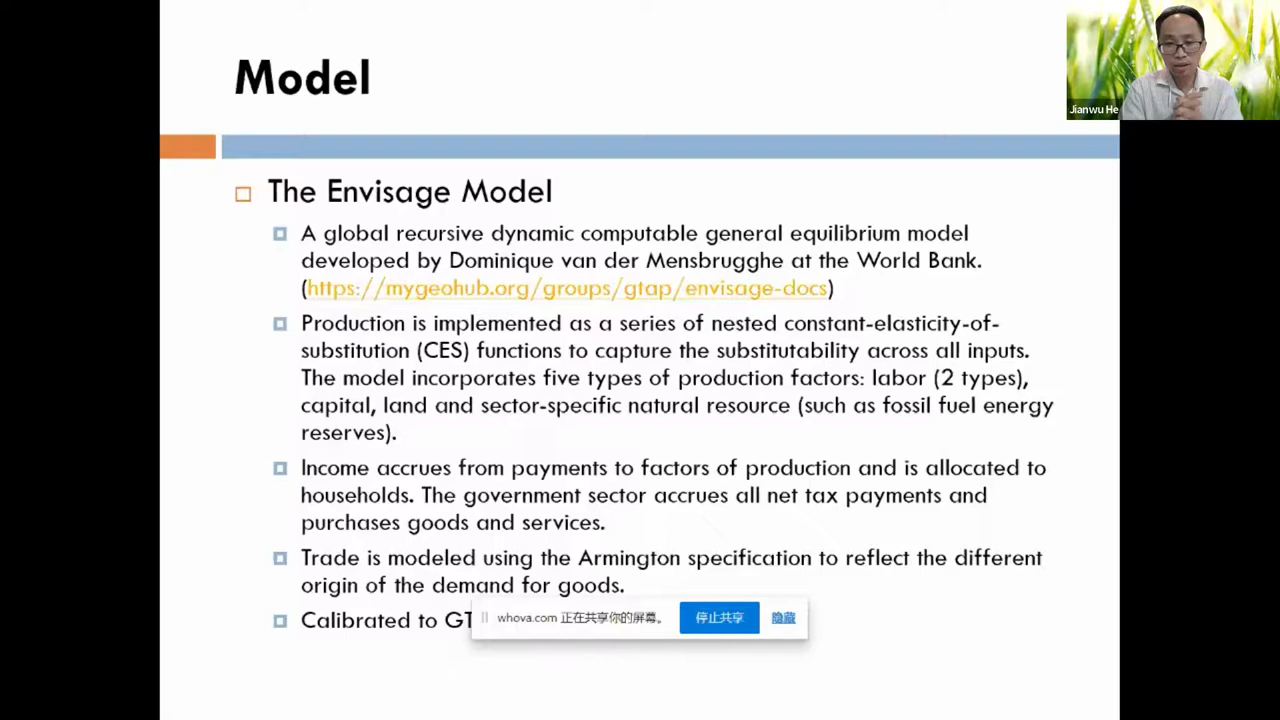 Model
Jianwu He
The Envisage Model
A global recursive dynamic computable general equilibrium model
developed by Dominique van der Mensbrugghe at the World Bank.
(https://mygeohub.org/groups/gtap/envisage-docs)
Production is implemented as a series of nested constant-elasticity-of-
substitution (CES) functions to capture the substitutability across all inputs.
The model incorporates five types of production factors: labor (2 types),
capital, land and sector-specific natural resource (such as fossil fuel energy
reserves).
Income accrues from payments to factors of production and is allocated to
households. The government sector accrues all net tax payments and
purchases goods and services.
Trade is modeled using the Armington specification to reflect the different
origin of the demand for goods.
Calibrated to GT
whova.com 正在共享你的屏幕。 停止共享 隐藏